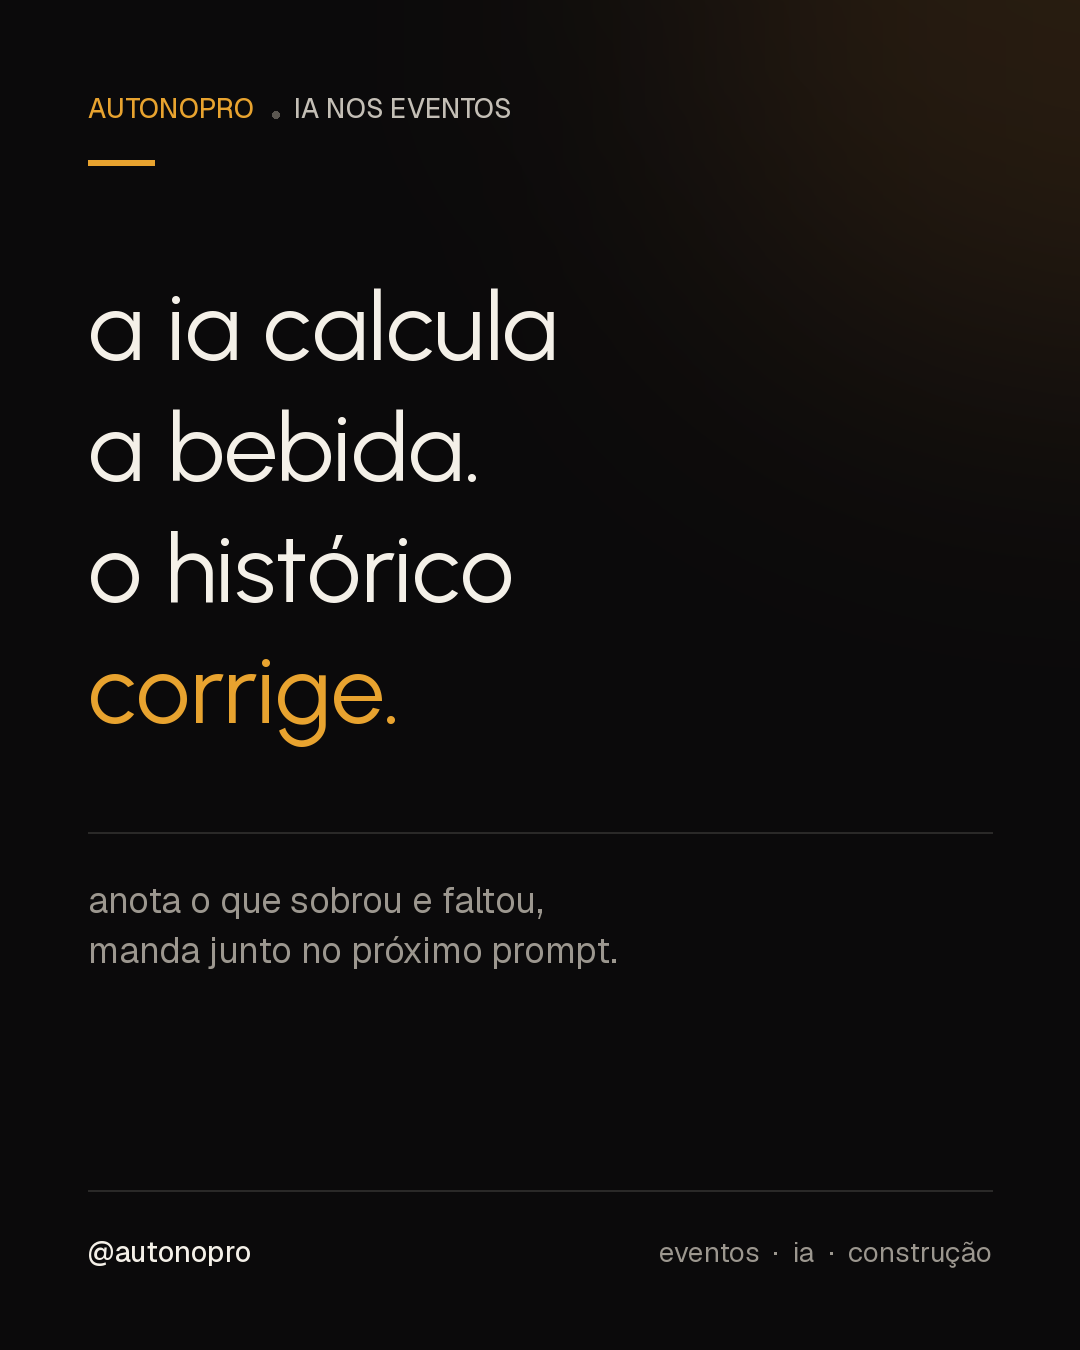 AUTONOPRO . IA NOS EVENTOS
a ia calcula
a bebida.
o histórico
corrige.
anota o que sobrou e faltou,
manda junto no próximo prompt.
@autonopro
eventos · ia · construção